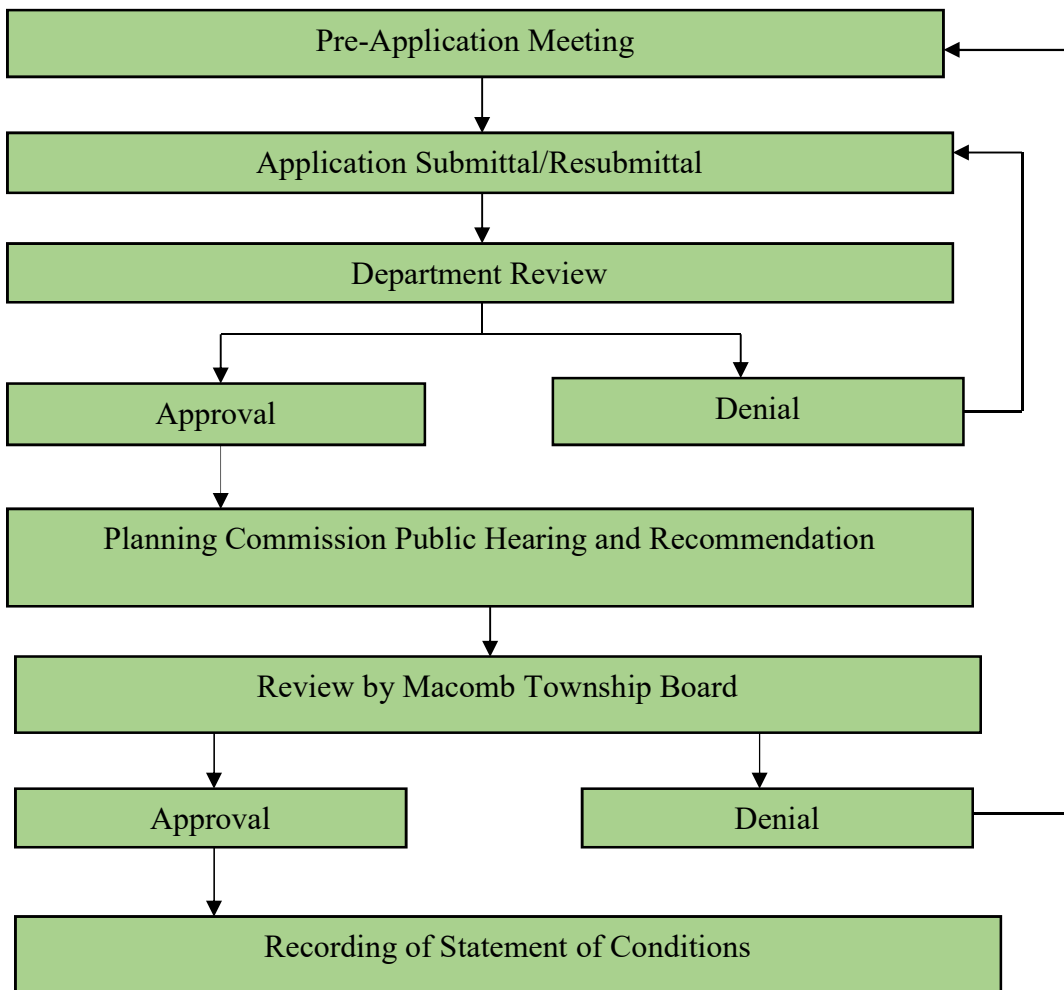 Pre-Application Meeting
Application Submittal/Resubmittal
Department Review
Approval
Denial
Planning Commission Public Hearing and Recommendation
Review by Macomb Township Board
Approval
Denial
Recording of Statement of Conditions